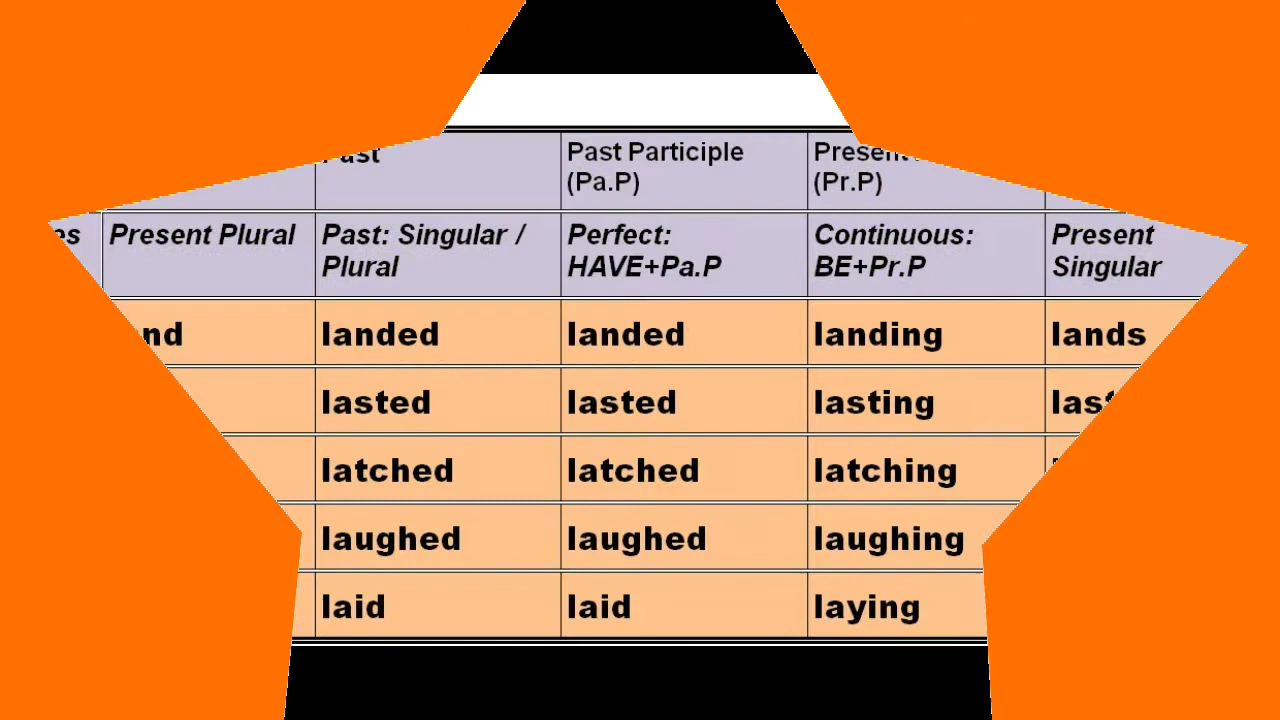 Past Participle
(Pa.P)
(Pr.P)
Present Plural
Past: Singular /
Plural
Perfect:
HAVE+Pa.P
Continuous:
BE+Pr.P
Present
Singular
landed landed landing lands
lasted lasted lasting
latched latched latching
laughed laughed laughing
laid laid laying